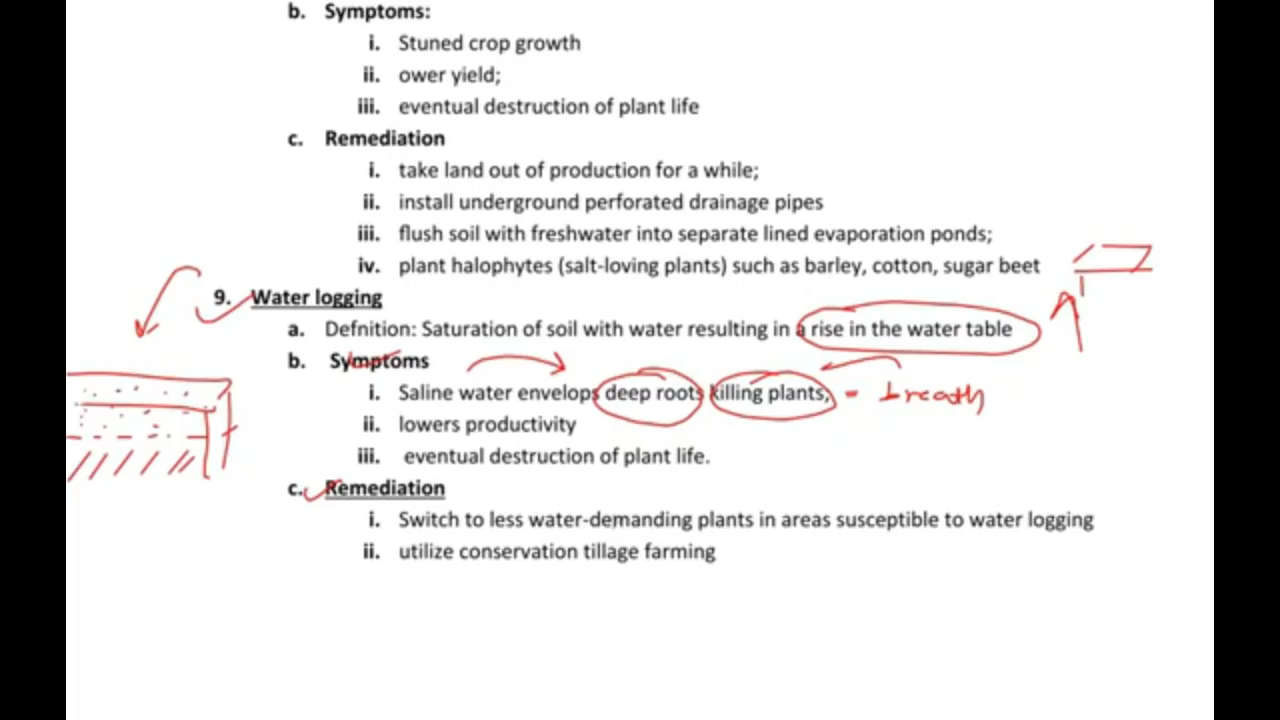 b. Symptoms:
i. Stuned crop growth
ii. ower yield;
iii. eventual destruction of plant life
c. Remediation
i. take land out of production for a while;
ii. install underground perforated drainage pipes
iii. flush soil with freshwater into separate lined evaporation ponds;
iv. plant halophytes (salt-loving plants) such as barley, cotton, sugar beet
9. Water logging
a. Defnition: Saturation of soil with water resulting in a rise in the water table
b. Symptoms
i. Saline water envelops deep roots killing plants, - breath
ii. lowers productivity
iii. eventual destruction of plant life.
c. Remediation
i. Switch to less water-demanding plants in areas susceptible to water logging
ii. utilize conservation tillage farming